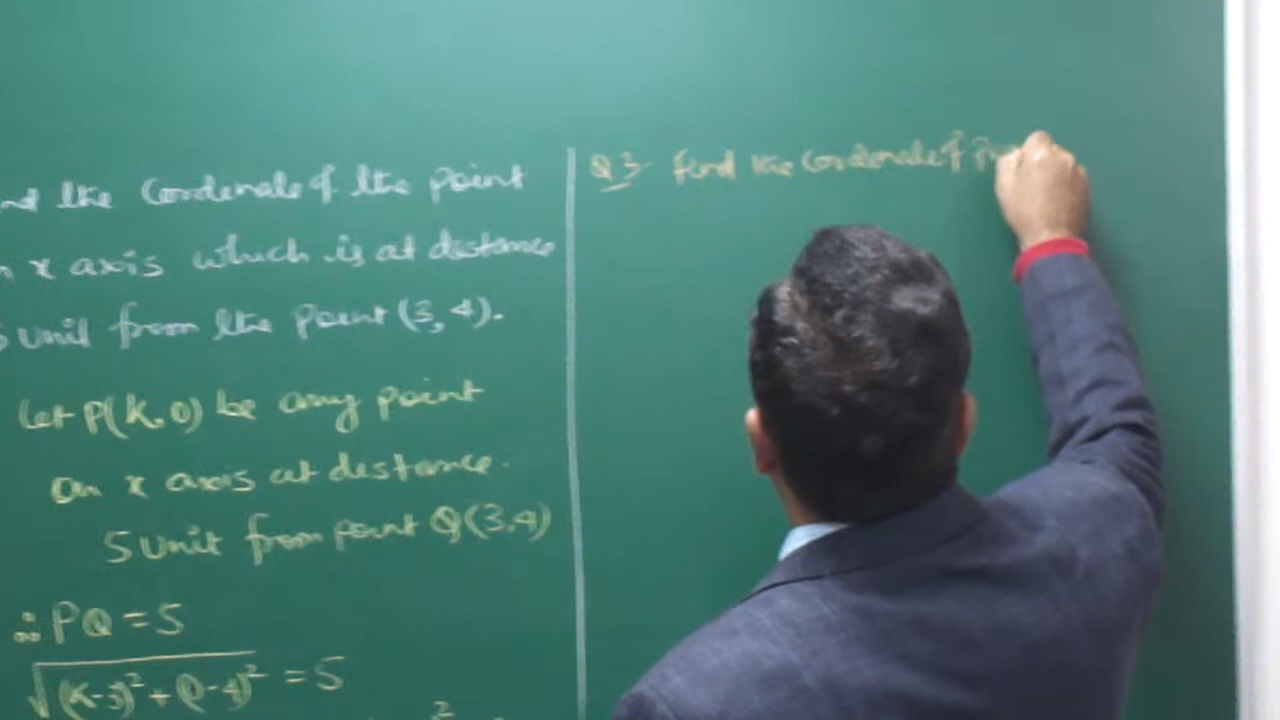 nd the Cordenate of the point
n x axis which is at distance
5 unit from the point (3, 4).
Let P(K, 0) be any point
On x axis at distance.
5 Unit from point Q(3,4)
∴ PQ = 5
√(K-3)² + (0-4)² = 5
2
Q 3- Find the Cordenate of